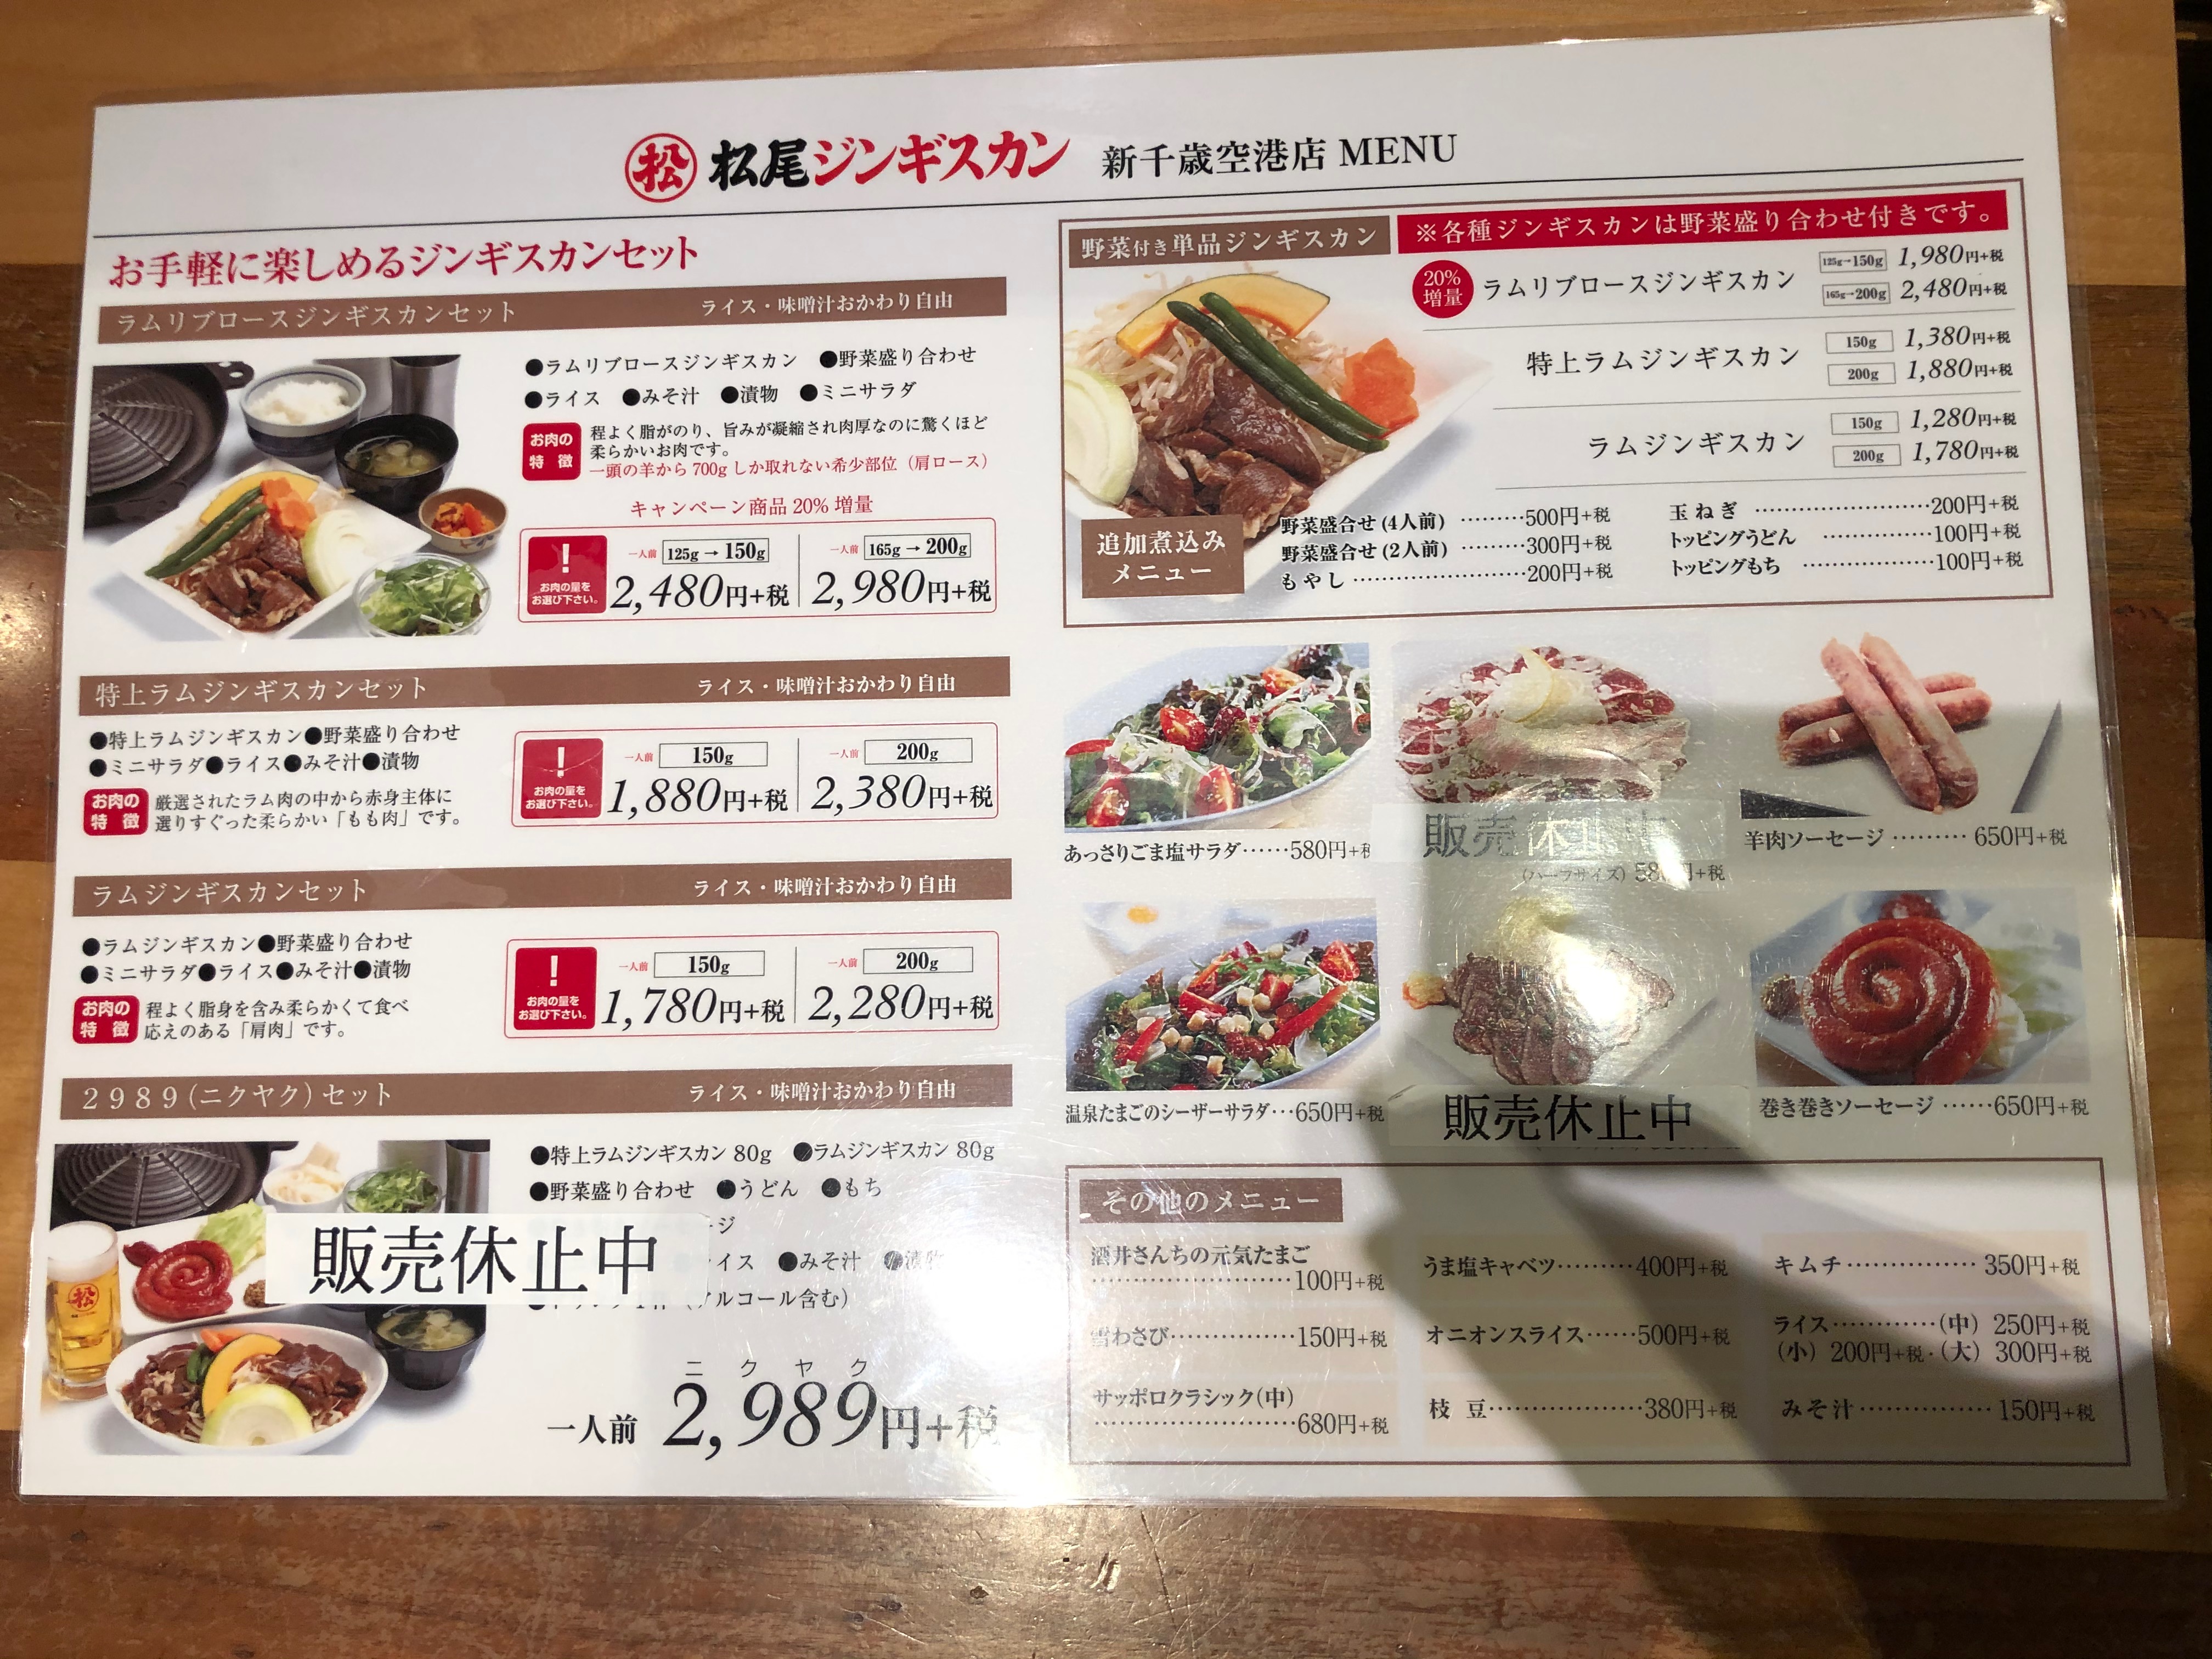 松 松尾ジンギスカン 新千歳空港店 MENU
お手軽に楽しめるジンギスカンセット
ラムリブロースジンギスカンセット ライス・味噌汁おかわり自由
●ラムリブロースジンギスカン ●野菜盛り合わせ
●ライス ●みそ汁 ●漬物 ●ミニサラダ
お肉の特徴
程よく脂がのり、旨みが凝縮され肉厚なのに驚くほど
柔らかいお肉です。
一頭の羊から700gしか取れない希少部位（肩ロース）
キャンペーン商品20%増量
! お肉の量をお選び下さい。
一人前 125g→150g 一人前 165g→200g
2,480円+税 2,980円+税
特上ラムジンギスカンセット ライス・味噌汁おかわり自由
●特上ラムジンギスカン●野菜盛り合わせ
●ミニサラダ●ライス●みそ汁●漬物
お肉の特徴
厳選されたラム肉の中から赤身主体に
選りすぐった柔らかい「もも肉」です。
! お肉の量をお選び下さい。
一人前 150g 一人前 200g
1,880円+税 2,380円+税
ラムジンギスカンセット ライス・味噌汁おかわり自由
●ラムジンギスカン●野菜盛り合わせ
●ミニサラダ●ライス●みそ汁●漬物
お肉の特徴
程よく脂身を含み柔らかくて食べ
応えのある「肩肉」です。
! お肉の量をお選び下さい。
一人前 150g 一人前 200g
1,780円+税 2,280円+税
2989(ニクヤク)セット ライス・味噌汁おかわり自由
●特上ラムジンギスカン 80g ●ラムジンギスカン 80g
●野菜盛り合わせ ●うどん ●もち
ージ
イス ●みそ汁 ●漬物
ルコール含む）
販売休止中
松
ニクヤク
一人前 2,989円+税
野菜付き単品ジンギスカン ※各種ジンギスカンは野菜盛り合わせ付きです。
20%増量 ラムリブロースジンギスカン
125g→150g 1,980円+税
165g→200g 2,480円+税
特上ラムジンギスカン
150g 1,380円+税
200g 1,880円+税
ラムジンギスカン
150g 1,280円+税
200g 1,780円+税
追加煮込みメニュー
野菜盛合せ(4人前) ………500円+税
野菜盛合せ(2人前) ………300円+税
もやし ……………………200円+税
玉ねぎ ……………………200円+税
トッピングうどん ……………100円+税
トッピングもち ………………100円+税
あっさりごま塩サラダ……580円+税
販売休止中
（ハーフサイズ）580円+税
羊肉ソーセージ ……… 650円+税
温泉たまごのシーザーサラダ…650円+税
販売休止中
巻き巻きソーセージ ……650円+税
その他のメニュー
酒井さんちの元気たまご
………………………100円+税
雪わさび……………150円+税
サッポロクラシック(中)
………………………680円+税
うま塩キャベツ………400円+税
オニオンスライス……500円+税
枝豆…………………380円+税
キムチ……………… 350円+税
ライス…………(中) 250円+税
(小) 200円+税・(大) 300円+税
みそ汁……………… 150円+税